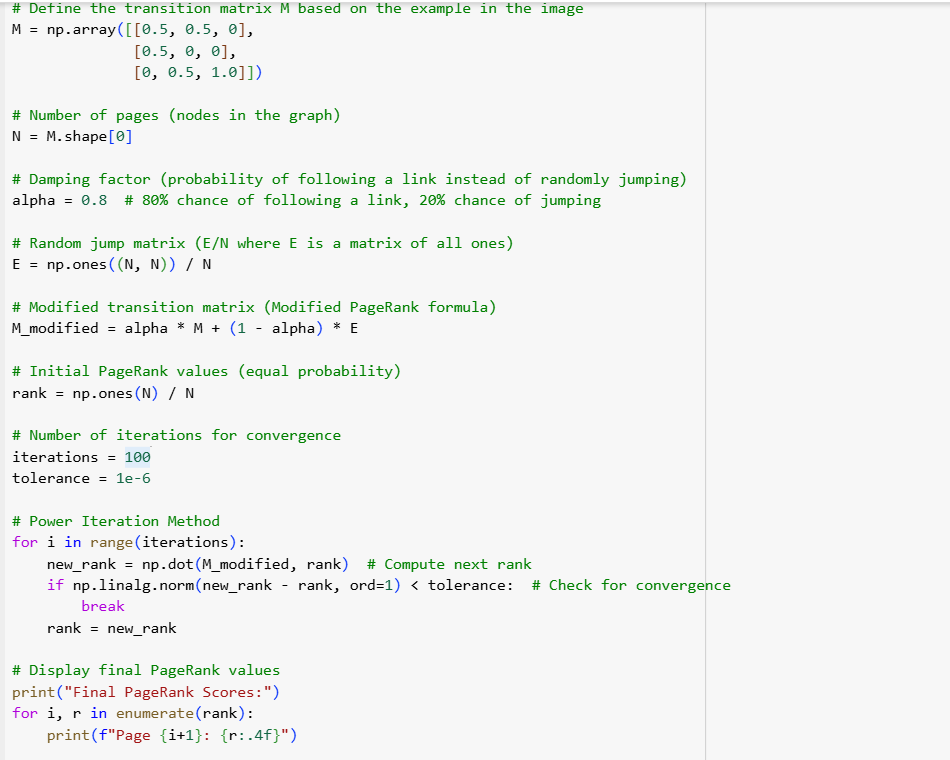 # Define the transition matrix M based on the example in the image
M = np.array([[0.5, 0.5, 0],
              [0.5, 0, 0],
              [0, 0.5, 1.0]])

# Number of pages (nodes in the graph)
N = M.shape[0]

# Damping factor (probability of following a link instead of randomly jumping)
alpha = 0.8  # 80% chance of following a link, 20% chance of jumping

# Random jump matrix (E/N where E is a matrix of all ones)
E = np.ones((N, N)) / N

# Modified transition matrix (Modified PageRank formula)
M_modified = alpha * M + (1 - alpha) * E

# Initial PageRank values (equal probability)
rank = np.ones(N) / N

# Number of iterations for convergence
iterations = 100
tolerance = 1e-6

# Power Iteration Method
for i in range(iterations):
    new_rank = np.dot(M_modified, rank)  # Compute next rank
    if np.linalg.norm(new_rank - rank, ord=1) < tolerance:  # Check for convergence
        break
    rank = new_rank

# Display final PageRank values
print("Final PageRank Scores:")
for i, r in enumerate(rank):
    print(f"Page {i+1}: {r:.4f}")